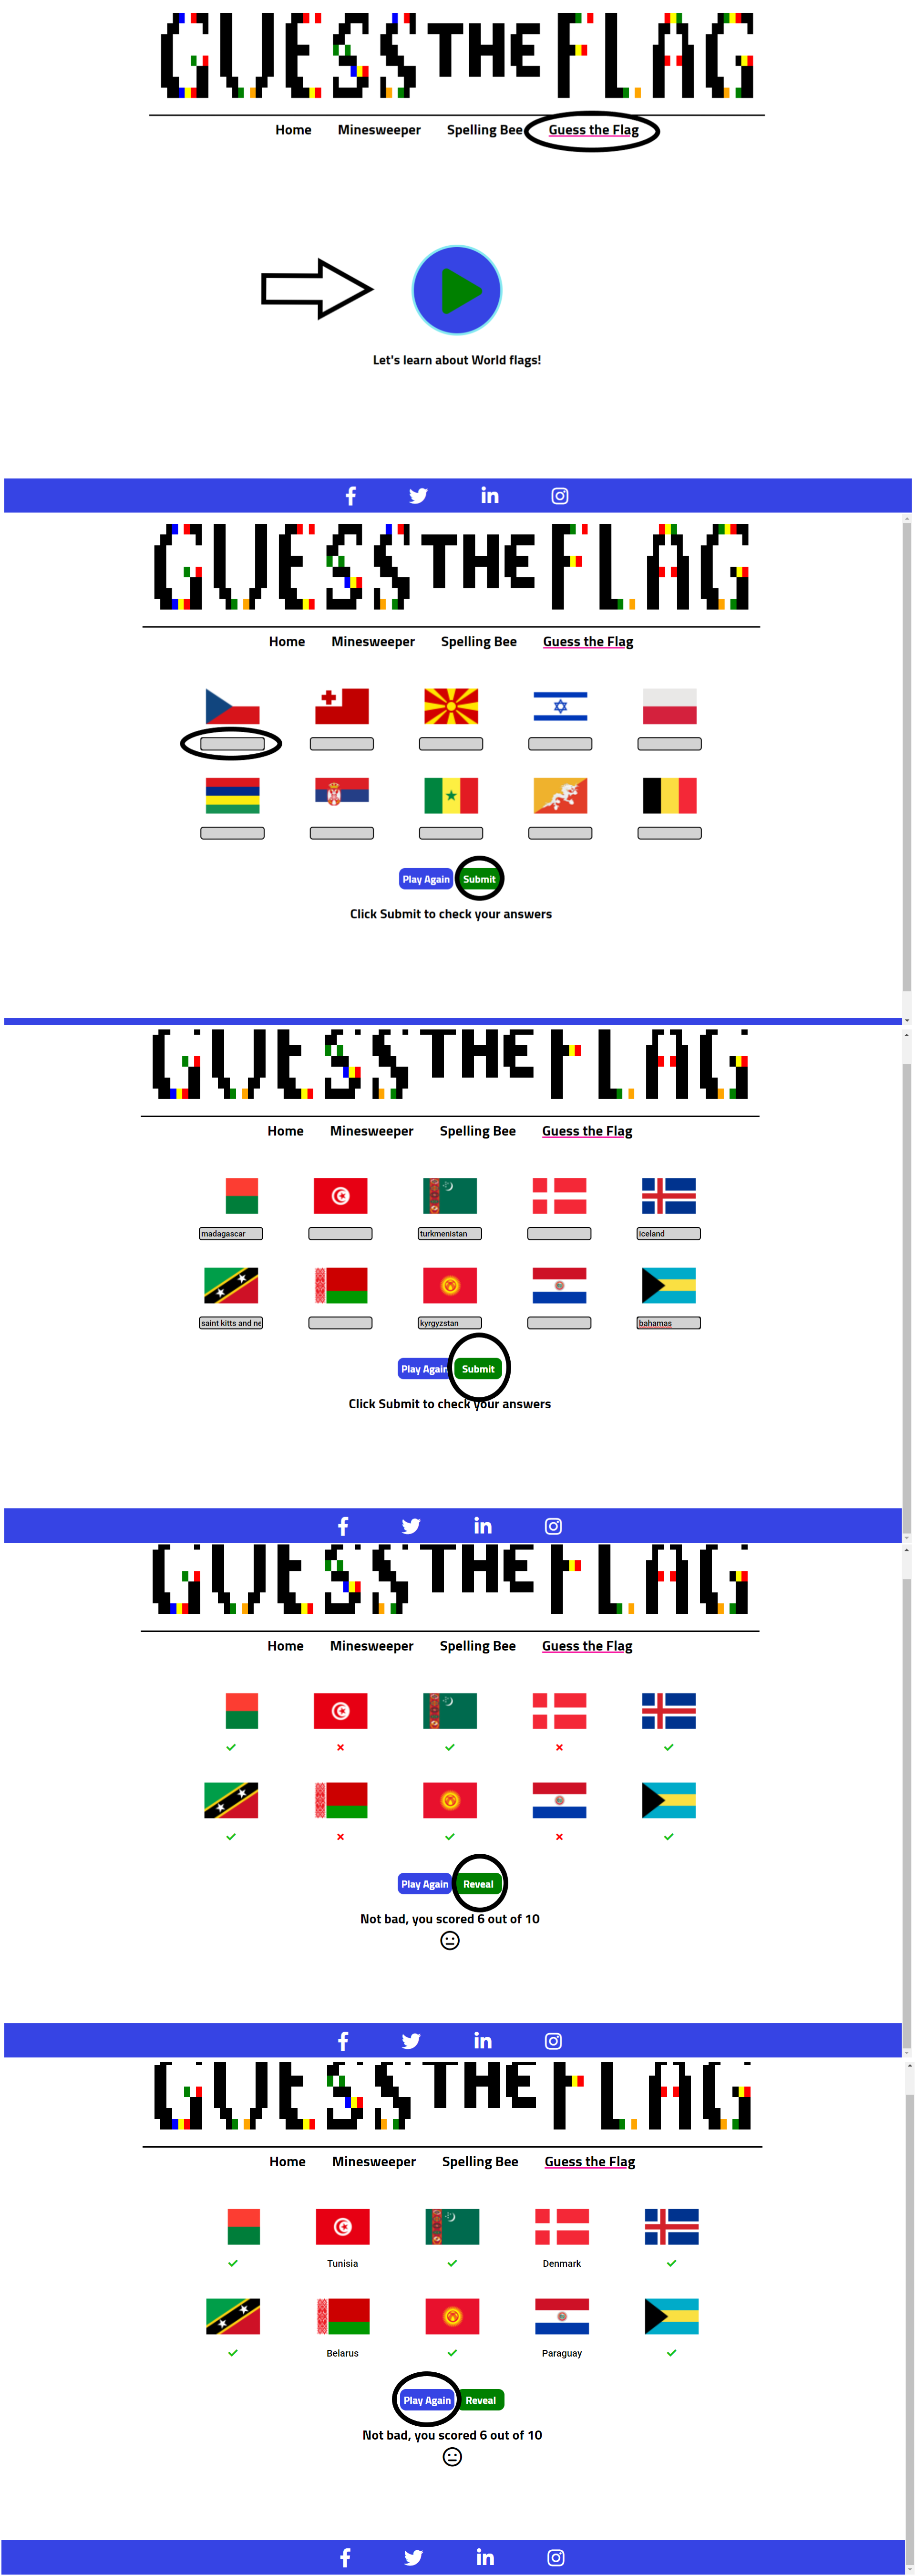 GUESS THE FLAG
Home Minesweeper Spelling Bee Guess the Flag
Let's learn about World flags!
GUESS THE FLAG
Home Minesweeper Spelling Bee Guess the Flag
Play Again Submit
Click Submit to check your answers
GUESS THE FLAG
Home Minesweeper Spelling Bee Guess the Flag
madagascar turkmenistan iceland
saint kitts and ne kyrgyzstan bahamas
Play Again Submit
Click Submit to check your answers
GUESS THE FLAG
Home Minesweeper Spelling Bee Guess the Flag
Play Again Reveal
Not bad, you scored 6 out of 10
GUESS THE FLAG
Home Minesweeper Spelling Bee Guess the Flag
Tunisia Denmark
Belarus Paraguay
Play Again Reveal
Not bad, you scored 6 out of 10